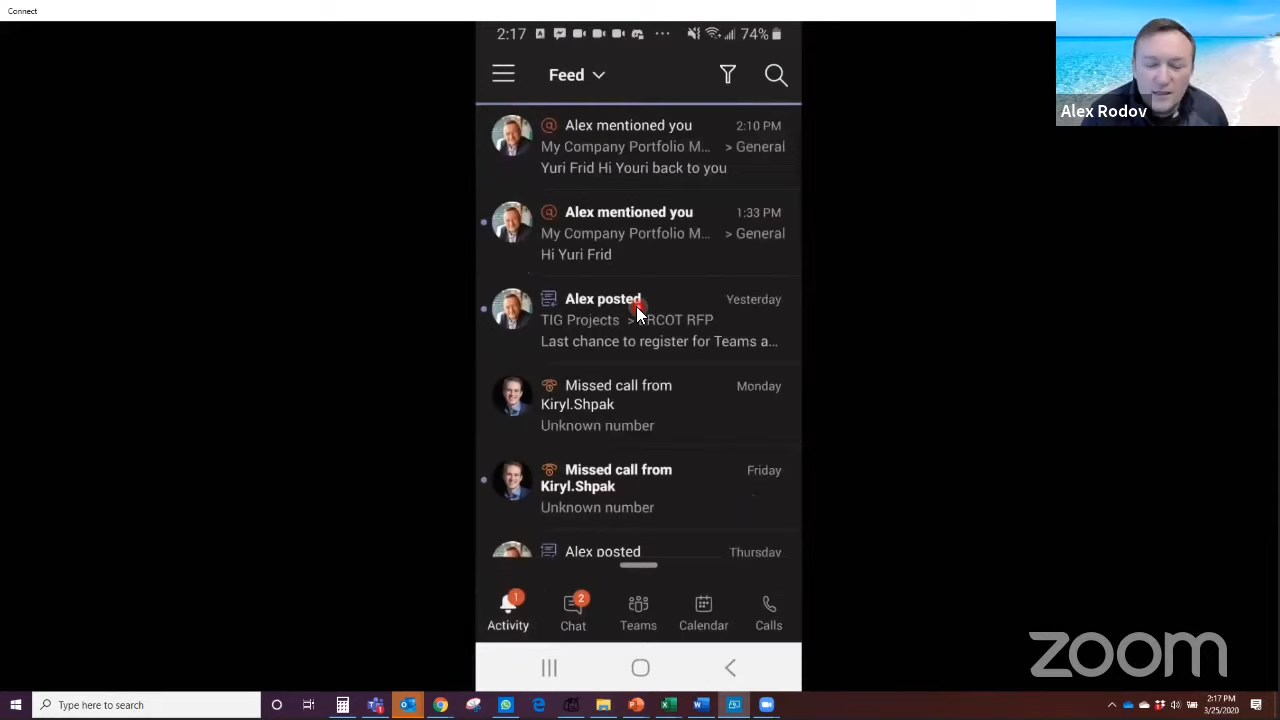 Connect
2:17
74%
Feed
Alex mentioned you 2:10 PM
My Company Portfolio M... > General
Yuri Frid Hi Youri back to you
Alex mentioned you 1:33 PM
My Company Portfolio M... > General
Hi Yuri Frid
Alex posted Yesterday
TIG Projects > ERCOT RFP
Last chance to register for Teams a...
Missed call from Monday
Kiryl.Shpak
Unknown number
Missed call from Friday
Kiryl.Shpak
Unknown number
Alex posted Thursday
1
2
Activity
Chat
Teams
Calendar
Calls
Alex Rodov
zoom
Type here to search
2:17 PM
3/25/2020